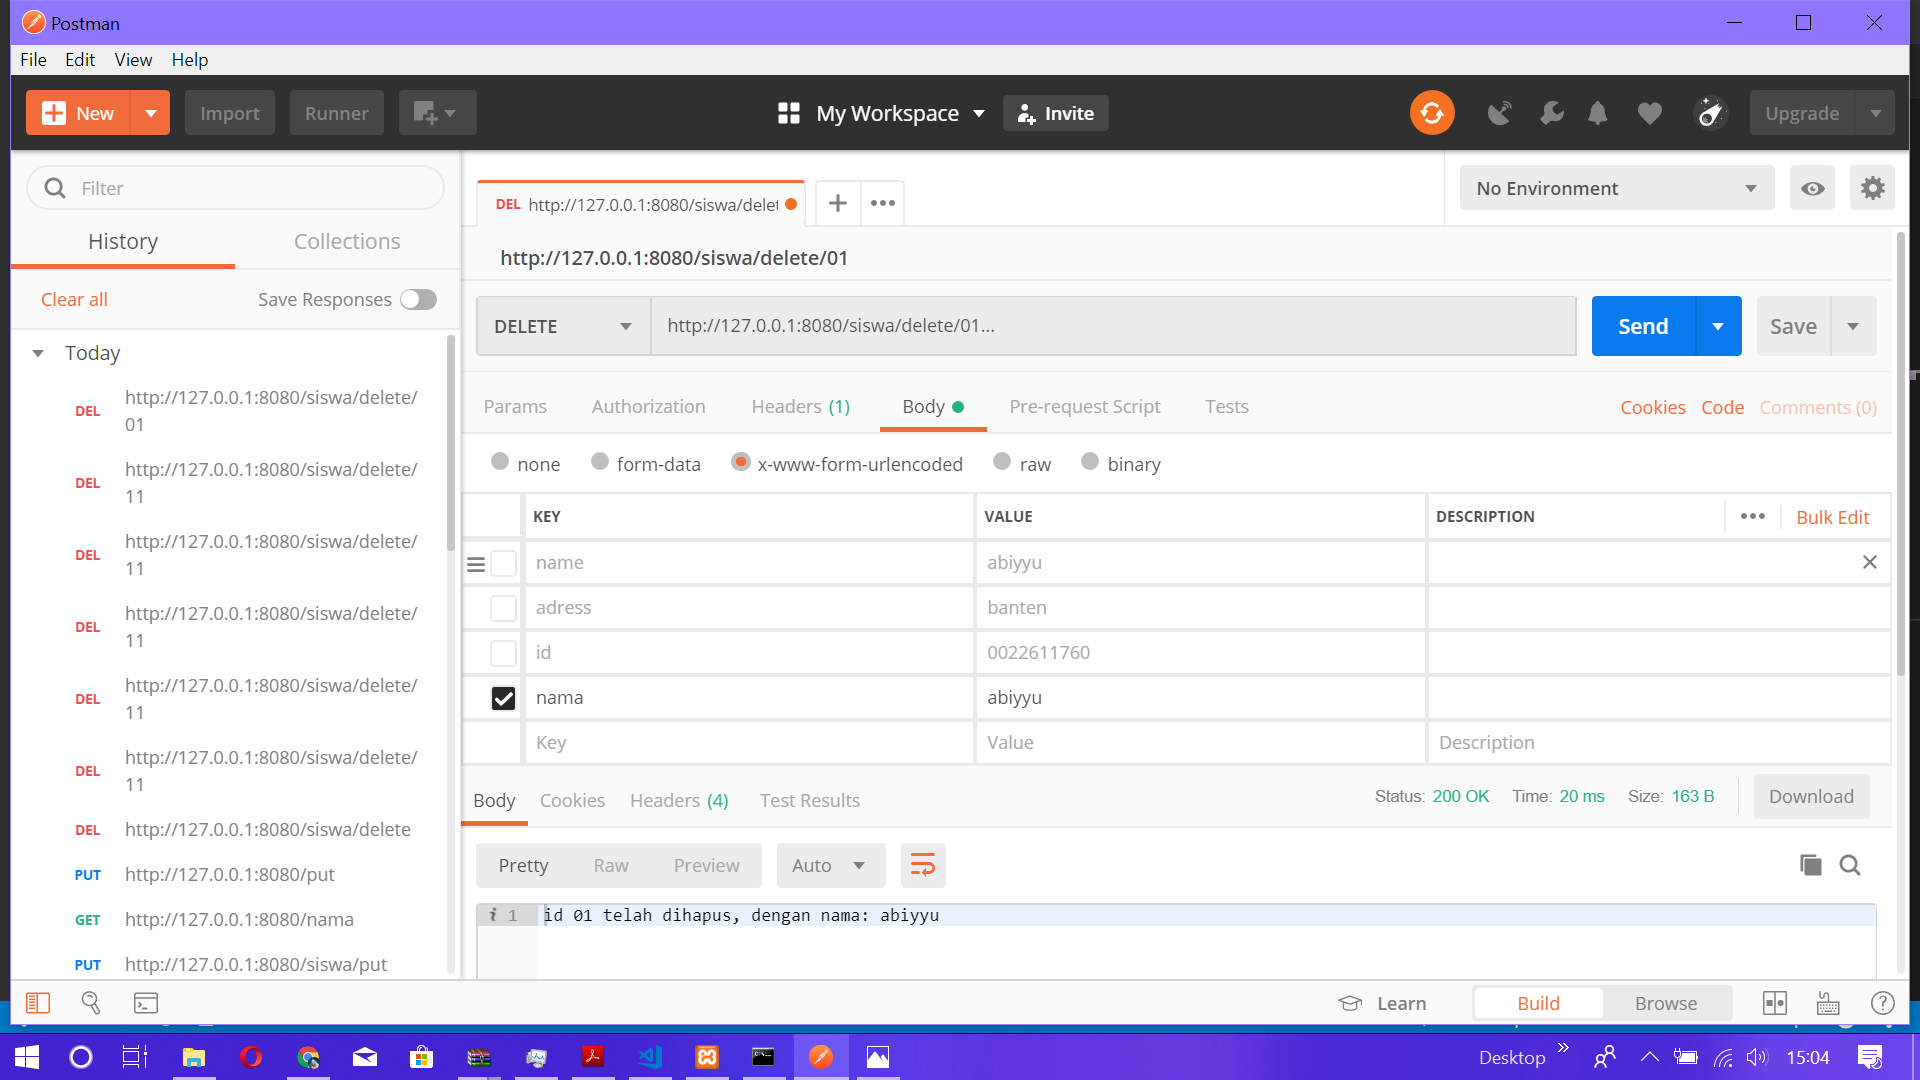 Postman
File Edit View Help
New Import Runner My Workspace Invite Upgrade
Filter
History Collections
Clear all Save Responses
Today
DEL http://127.0.0.1:8080/siswa/delete/
01
DEL http://127.0.0.1:8080/siswa/delete/
11
DEL http://127.0.0.1:8080/siswa/delete/
11
DEL http://127.0.0.1:8080/siswa/delete/
11
DEL http://127.0.0.1:8080/siswa/delete/
11
DEL http://127.0.0.1:8080/siswa/delete/
11
DEL http://127.0.0.1:8080/siswa/delete
PUT http://127.0.0.1:8080/put
GET http://127.0.0.1:8080/nama
PUT http://127.0.0.1:8080/siswa/put
DEL http://127.0.0.1:8080/siswa/delet
No Environment
http://127.0.0.1:8080/siswa/delete/01
DELETE http://127.0.0.1:8080/siswa/delete/01... Send Save
Params Authorization Headers (1) Body Pre-request Script Tests Cookies Code Comments (0)
none form-data x-www-form-urlencoded raw binary
KEY VALUE DESCRIPTION Bulk Edit
name abiyyu
adress banten
id 0022611760
nama abiyyu
Key Value Description
Body Cookies Headers (4) Test Results Status: 200 OK Time: 20 ms Size: 163 B Download
Pretty Raw Preview Auto
i 1 id 01 telah dihapus, dengan nama: abiyyu
Learn Build Browse
Desktop 15:04